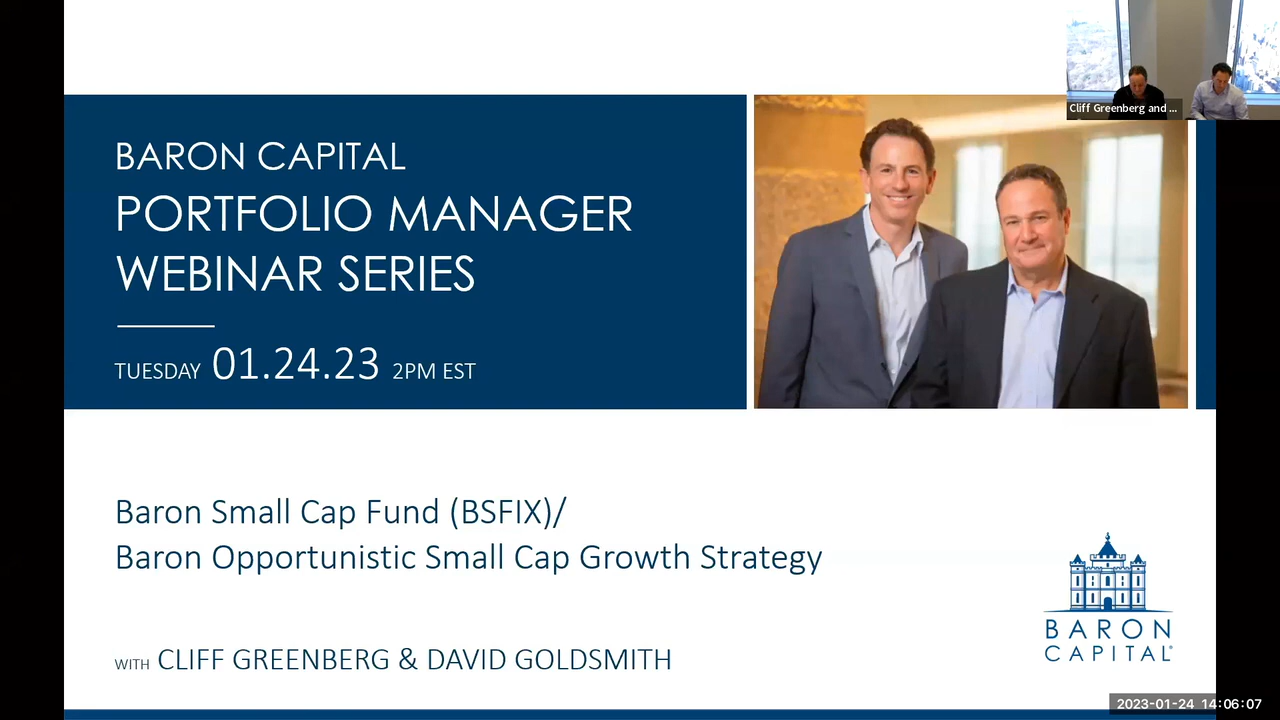 Cliff Greenberg and ...
BARON CAPITAL
PORTFOLIO MANAGER
WEBINAR SERIES
TUESDAY 01.24.23 2PM EST
Baron Small Cap Fund (BSFIX)/
Baron Opportunistic Small Cap Growth Strategy
WITH CLIFF GREENBERG & DAVID GOLDSMITH
BARON
CAPITAL®
2023-01-24 14:06:07